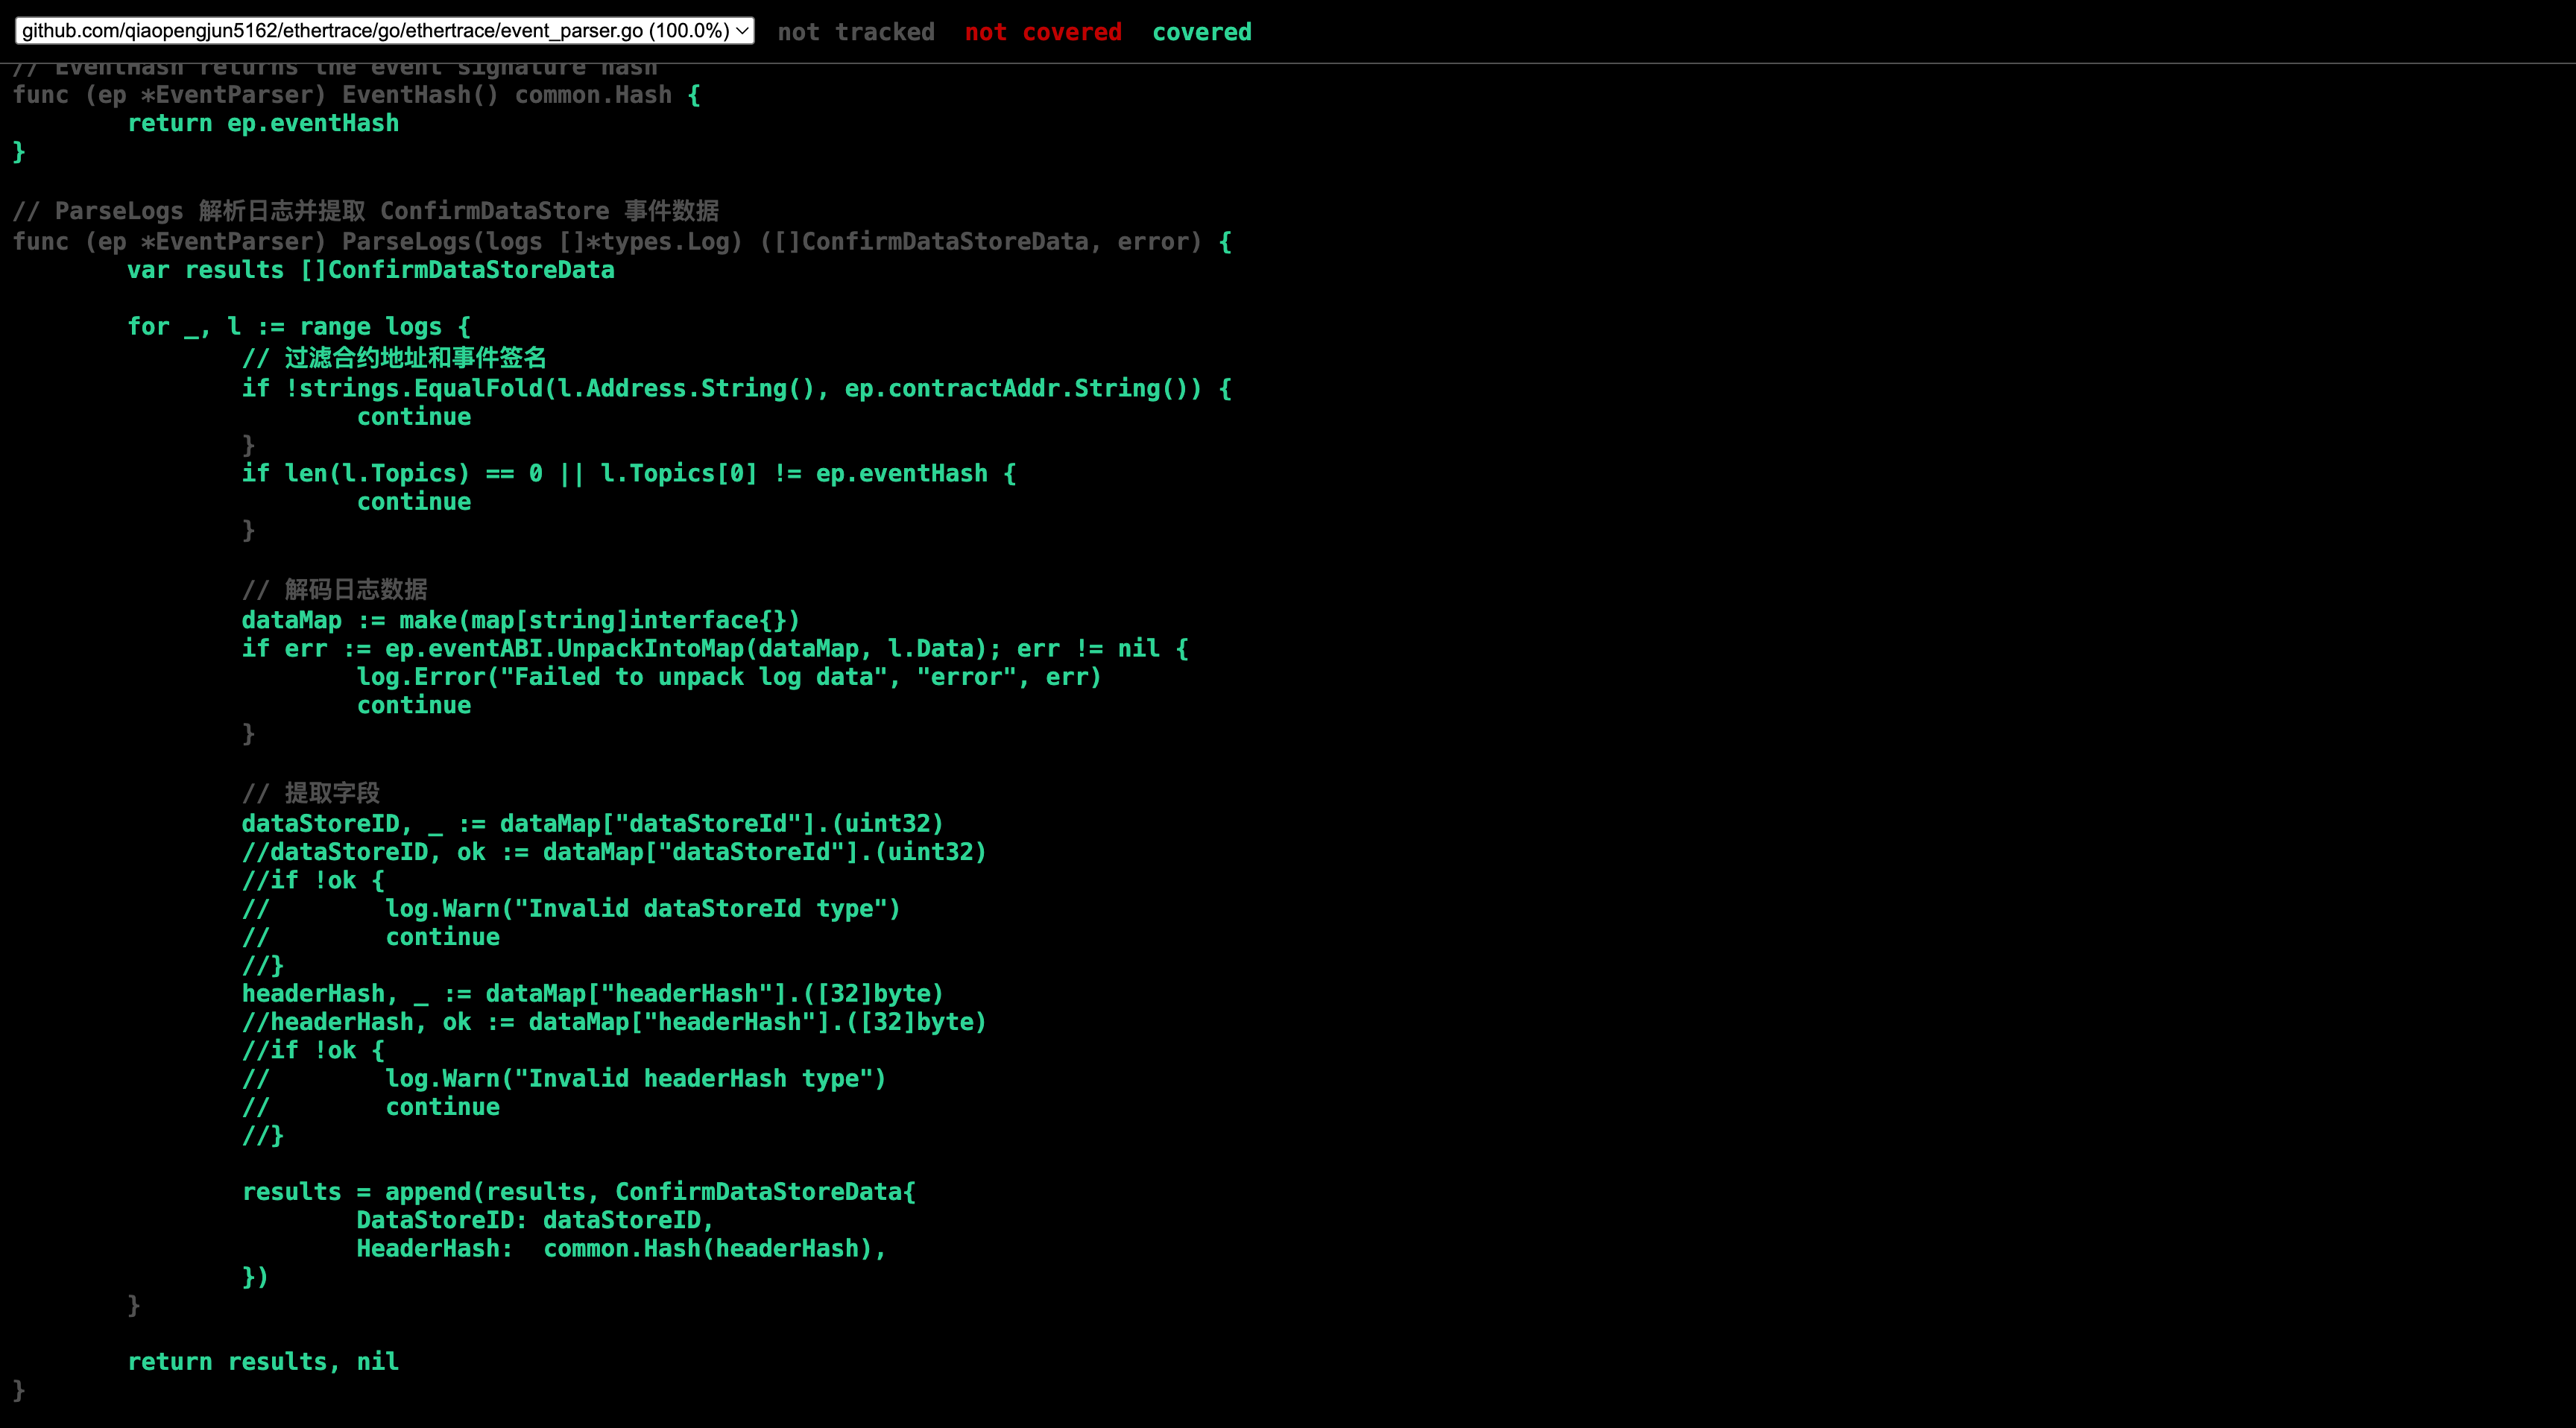 github.com/qiaopengjun5162/ethertrace/go/ethertrace/event_parser.go (100.0%) not tracked not covered covered
// EventHash returns the event signature hash
func (ep *EventParser) EventHash() common.Hash {
        return ep.eventHash
}

// ParseLogs 解析日志并提取 ConfirmDataStore 事件数据
func (ep *EventParser) ParseLogs(logs []*types.Log) ([]ConfirmDataStoreData, error) {
        var results []ConfirmDataStoreData

        for _, l := range logs {
                // 过滤合约地址和事件签名
                if !strings.EqualFold(l.Address.String(), ep.contractAddr.String()) {
                        continue
                }
                if len(l.Topics) == 0 || l.Topics[0] != ep.eventHash {
                        continue
                }

                // 解码日志数据
                dataMap := make(map[string]interface{})
                if err := ep.eventABI.UnpackIntoMap(dataMap, l.Data); err != nil {
                        log.Error("Failed to unpack log data", "error", err)
                        continue
                }

                // 提取字段
                dataStoreID, _ := dataMap["dataStoreId"].(uint32)
                //dataStoreID, ok := dataMap["dataStoreId"].(uint32)
                //if !ok {
                //        log.Warn("Invalid dataStoreId type")
                //        continue
                //}
                headerHash, _ := dataMap["headerHash"].([32]byte)
                //headerHash, ok := dataMap["headerHash"].([32]byte)
                //if !ok {
                //        log.Warn("Invalid headerHash type")
                //        continue
                //}

                results = append(results, ConfirmDataStoreData{
                        DataStoreID: dataStoreID,
                        HeaderHash:  common.Hash(headerHash),
                })
        }

        return results, nil
}